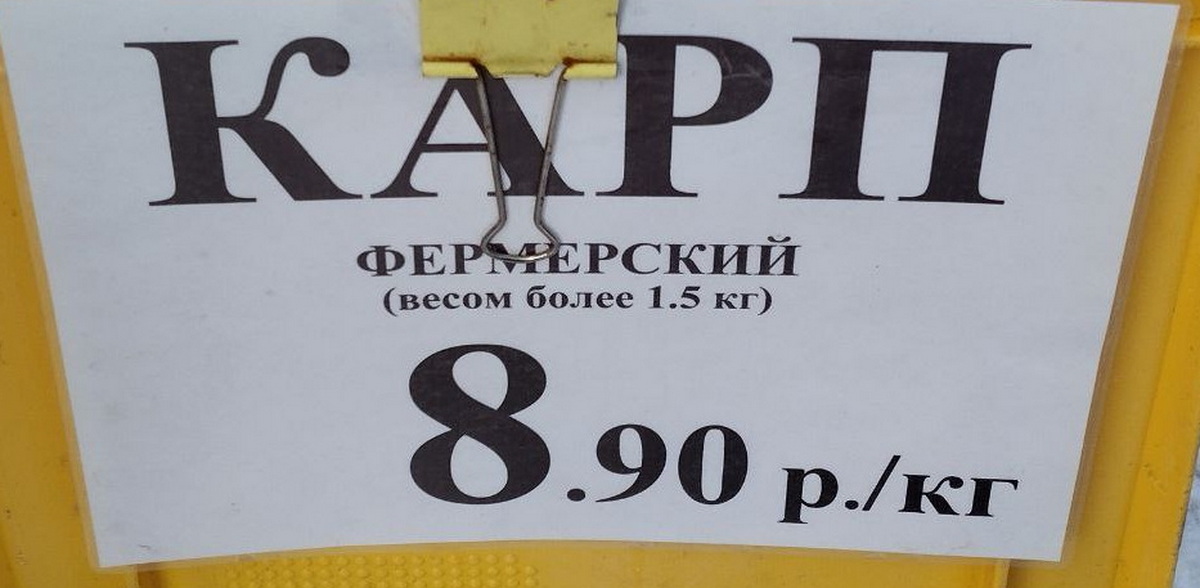 КАРП
ФЕРМЕРСКИЙ
(весом более 1.5 кг)
8.90 р./кг